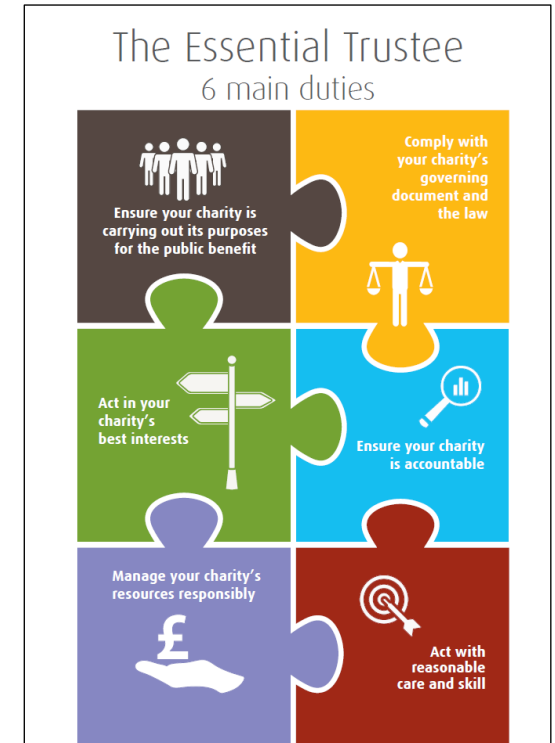 The Essential Trustee
6 main duties
Ensure your charity is
carrying out its purposes
for the public benefit
Comply with
your charity's
governing
document and
the law
Act in your
charity's
best interests
Ensure your charity
is accountable
Manage your charity's
resources responsibly
£
Act with
reasonable
care and skill